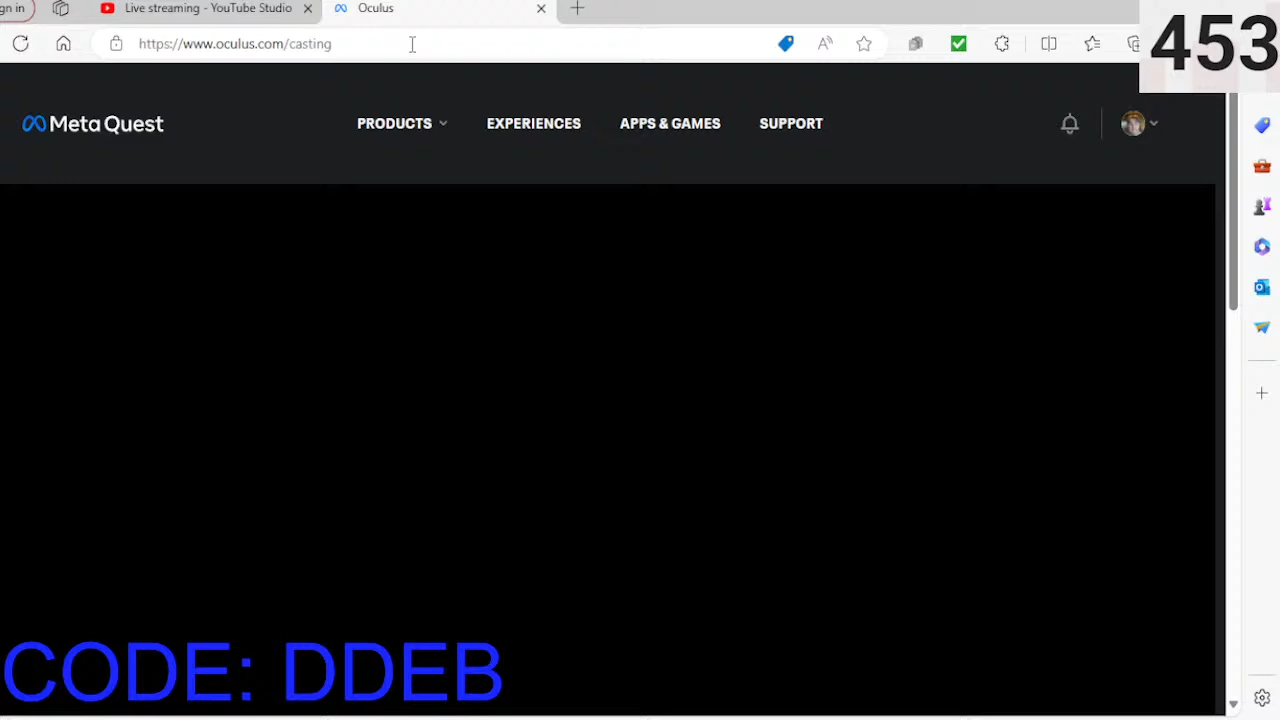 gn in
Live streaming - YouTube Studio
Oculus
https://www.oculus.com/casting
453
Meta Quest
PRODUCTS
EXPERIENCES
APPS & GAMES
SUPPORT
CODE: DDEB